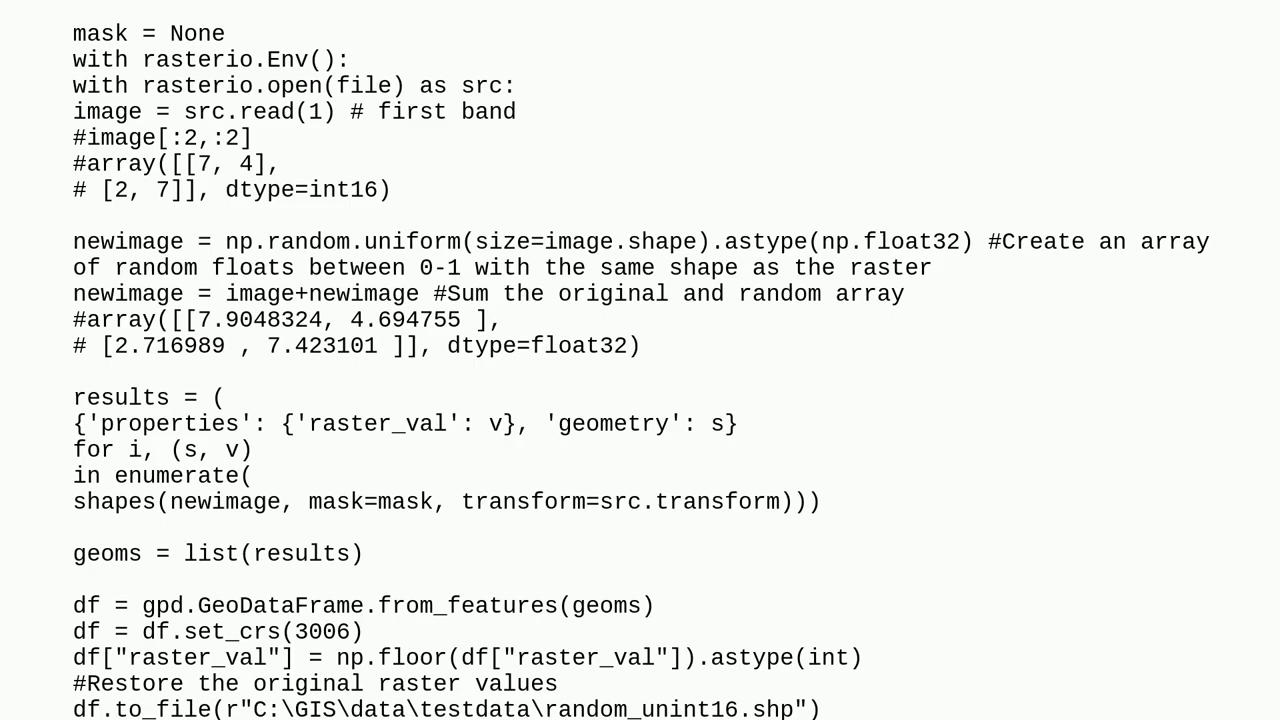 mask = None
with rasterio.Env():
with rasterio.open(file) as src:
image = src.read(1) # first band
#image[:2,:2]
#array([[7, 4],
# [2, 7]], dtype=int16)
newimage = np.random.uniform(size=image.shape).astype(np.float32) #Create an array
of random floats between 0-1 with the same shape as the raster
newimage = image+newimage #Sum the original and random array
#array([[7.9048324, 4.694755 ],
# [2.716989 , 7.423101 ]], dtype=float32)
results = (
{'properties': {'raster_val': v}, 'geometry': s}
for i, (s, v)
in enumerate(
shapes(newimage, mask=mask, transform=src.transform)))
geoms = list(results)
df = gpd.GeoDataFrame.from_features(geoms)
df = df.set_crs(3006)
df["raster_val"] = np.floor(df["raster_val"]).astype(int)
#Restore the original raster values
df.to_file(r"C:\GIS\data\testdata\random_unint16.shp")